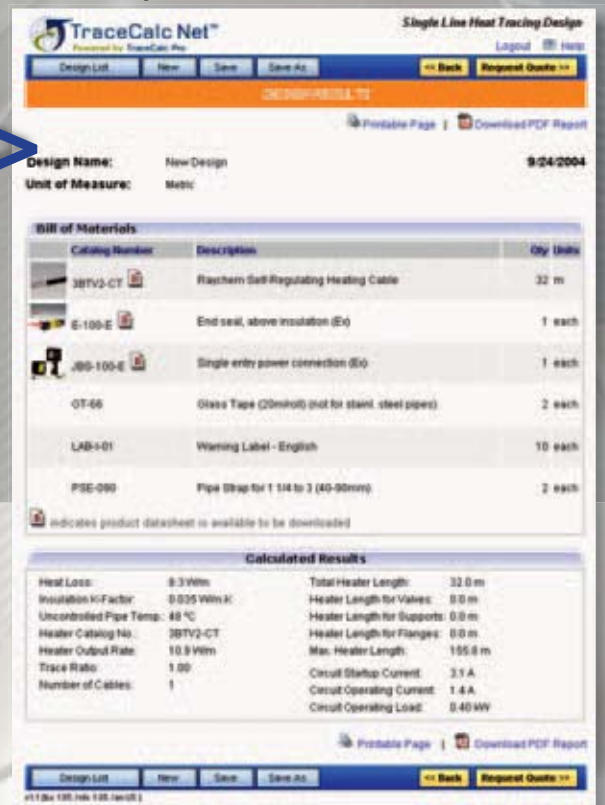 TraceCalc Net™
Powered by TraceCalc Pro
Single Line Heat Tracing Design
Logout Help
Design List New Save Save As << Back Request Quote >>
DESIGN RESULTS
Printable Page | Download PDF Report
Design Name: New Design 9/24/2004
Unit of Measure: Metric
Bill of Materials
Catalog Number Description Qty Units
3BTV2-CT Raychem Self-Regulating Heating Cable 32 m
E-100-E End seal, above insulation (Ex) 1 each
JBS-100-E Single entry power connection (Ex) 1 each
GT-66 Glass Tape (20m/roll) (not for stainl. steel pipes) 2 each
LAB-I-01 Warning Label - English 10 each
PSE-090 Pipe Strap for 1 1/4 to 3 (40-90mm) 2 each
indicates product datasheet is available to be downloaded
Calculated Results
Heat Loss: 8.3 W/m Total Heater Length: 32.0 m
Insulation K-Factor: 0.035 W/m.K Heater Length for Valves: 0.0 m
Uncontrolled Pipe Temp.: 48 °C Heater Length for Supports: 0.0 m
Heater Catalog No.: 3BTV2-CT Heater Length for Flanges: 0.0 m
Heater Output Rate: 10.9 W/m Max. Heater Length:
Trace Ratio: 1.00 Circuit Startup Current: 3.1 A
Number of Cables: 1 Circuit Operating Current: 1.4 A
Circuit Operating Load: 0.40 kW
Printable Page | Download PDF Report
Design List New Save Save As << Back Request Quote >>